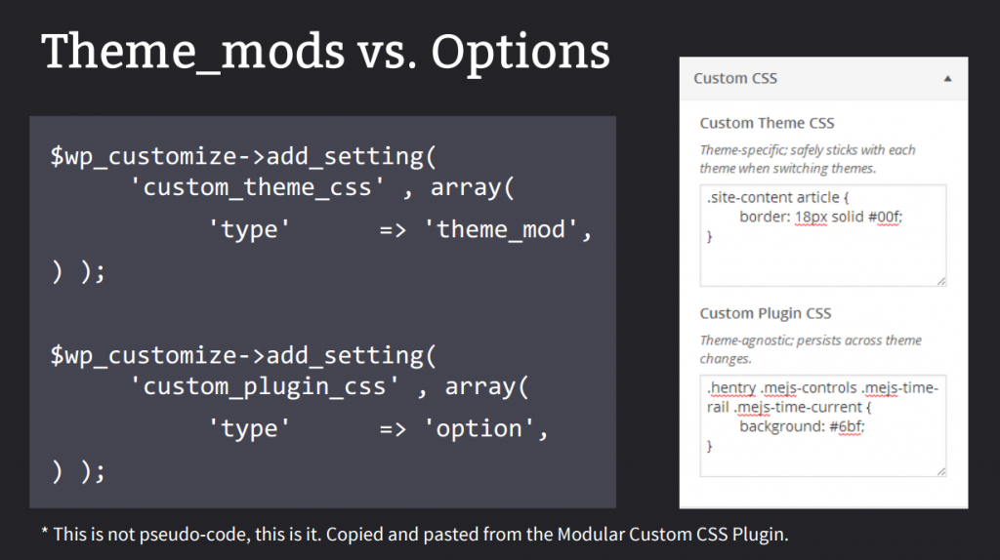 Theme_mods vs. Options
$wp_customize->add_setting(
'custom_theme_css' , array(
'type' => 'theme_mod',
) );
$wp_customize->add_setting(
'custom_plugin_css' , array(
'type' => 'option',
) );
Custom CSS
Custom Theme CSS
Theme-specific; safely sticks with each
theme when switching themes.
.site-content article {
border: 18px solid #00f;
}
Custom Plugin CSS
Theme-agnostic; persists across theme
changes.
.hentry .mejs-controls .mejs-time-
rail .mejs-time-current {
background: #6bf;
}
* This is not pseudo-code, this is it. Copied and pasted from the Modular Custom CSS Plugin.